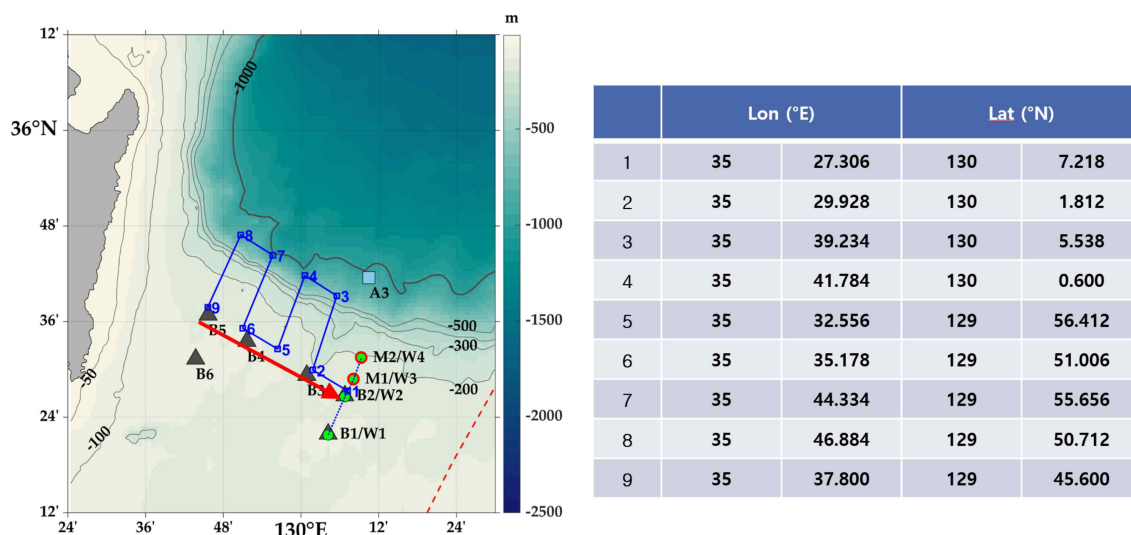 m
12'
36°N
48'
36'
24'
12'
24'
36'
48'
130°E
12'
24'
-1000
-500
-300
-200
-50
-100
8
7
4
A3
3
9
B5
6
B4
5
B6
2
B3
1
M2/W4
M1/W3
B2/W2
B1/W1
-500
-1000
-1500
-2000
-2500
Lon (°E) Lat (°N)
1 35 27.306 130 7.218
2 35 29.928 130 1.812
3 35 39.234 130 5.538
4 35 41.784 130 0.600
5 35 32.556 129 56.412
6 35 35.178 129 51.006
7 35 44.334 129 55.656
8 35 46.884 129 50.712
9 35 37.800 129 45.600